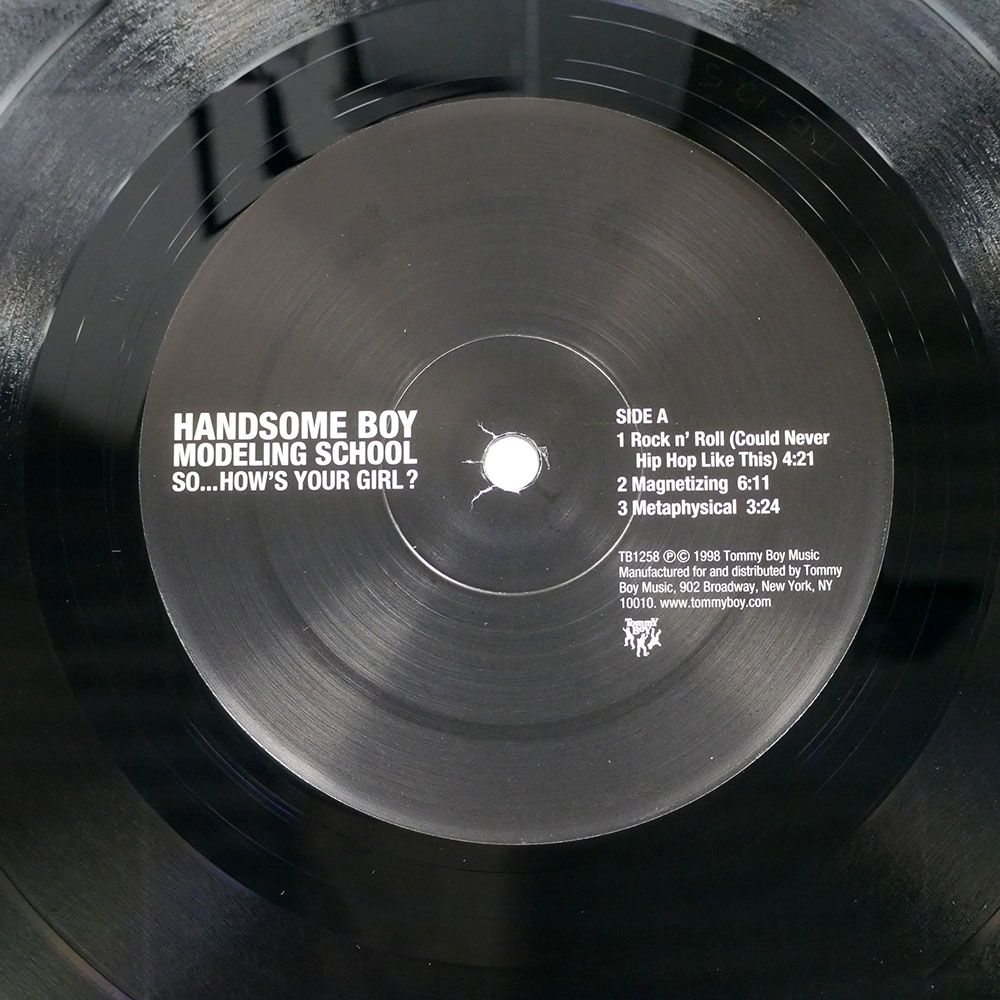 HANDSOME BOY
MODELING SCHOOL
SO...HOW'S YOUR GIRL?
SIDE A
1 Rock n' Roll (Could Never
Hip Hop Like This) 4:21
2 Magnetizing 6:11
3 Metaphysical 3:24
TB1258 ℗© 1998 Tommy Boy Music
Manufactured for and distributed by Tommy
Boy Music, 902 Broadway, New York, NY
10010. www.tommyboy.com
Tommy
Boy